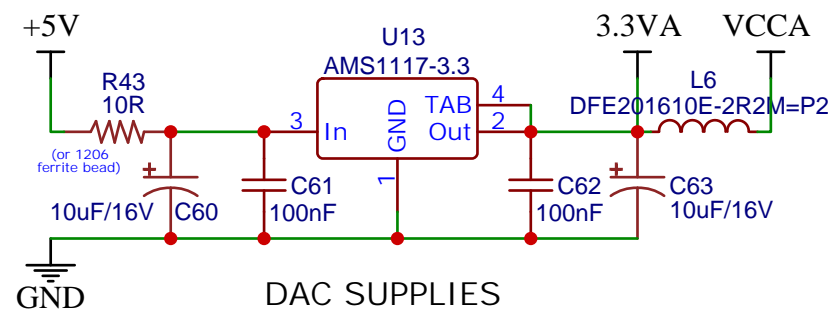 +5V
U13
3.3VA
VCCA
AMS1117-3.3
R43
10R
L6
DFE201610E-2R2M=P2
TAB
4
3
In
GND
Out
2
(or 1206
ferrite bead)
1
+
C61
C62
+
C63
10uF/16V
C60
100nF
100nF
10uF/16V
GND
DAC SUPPLIES